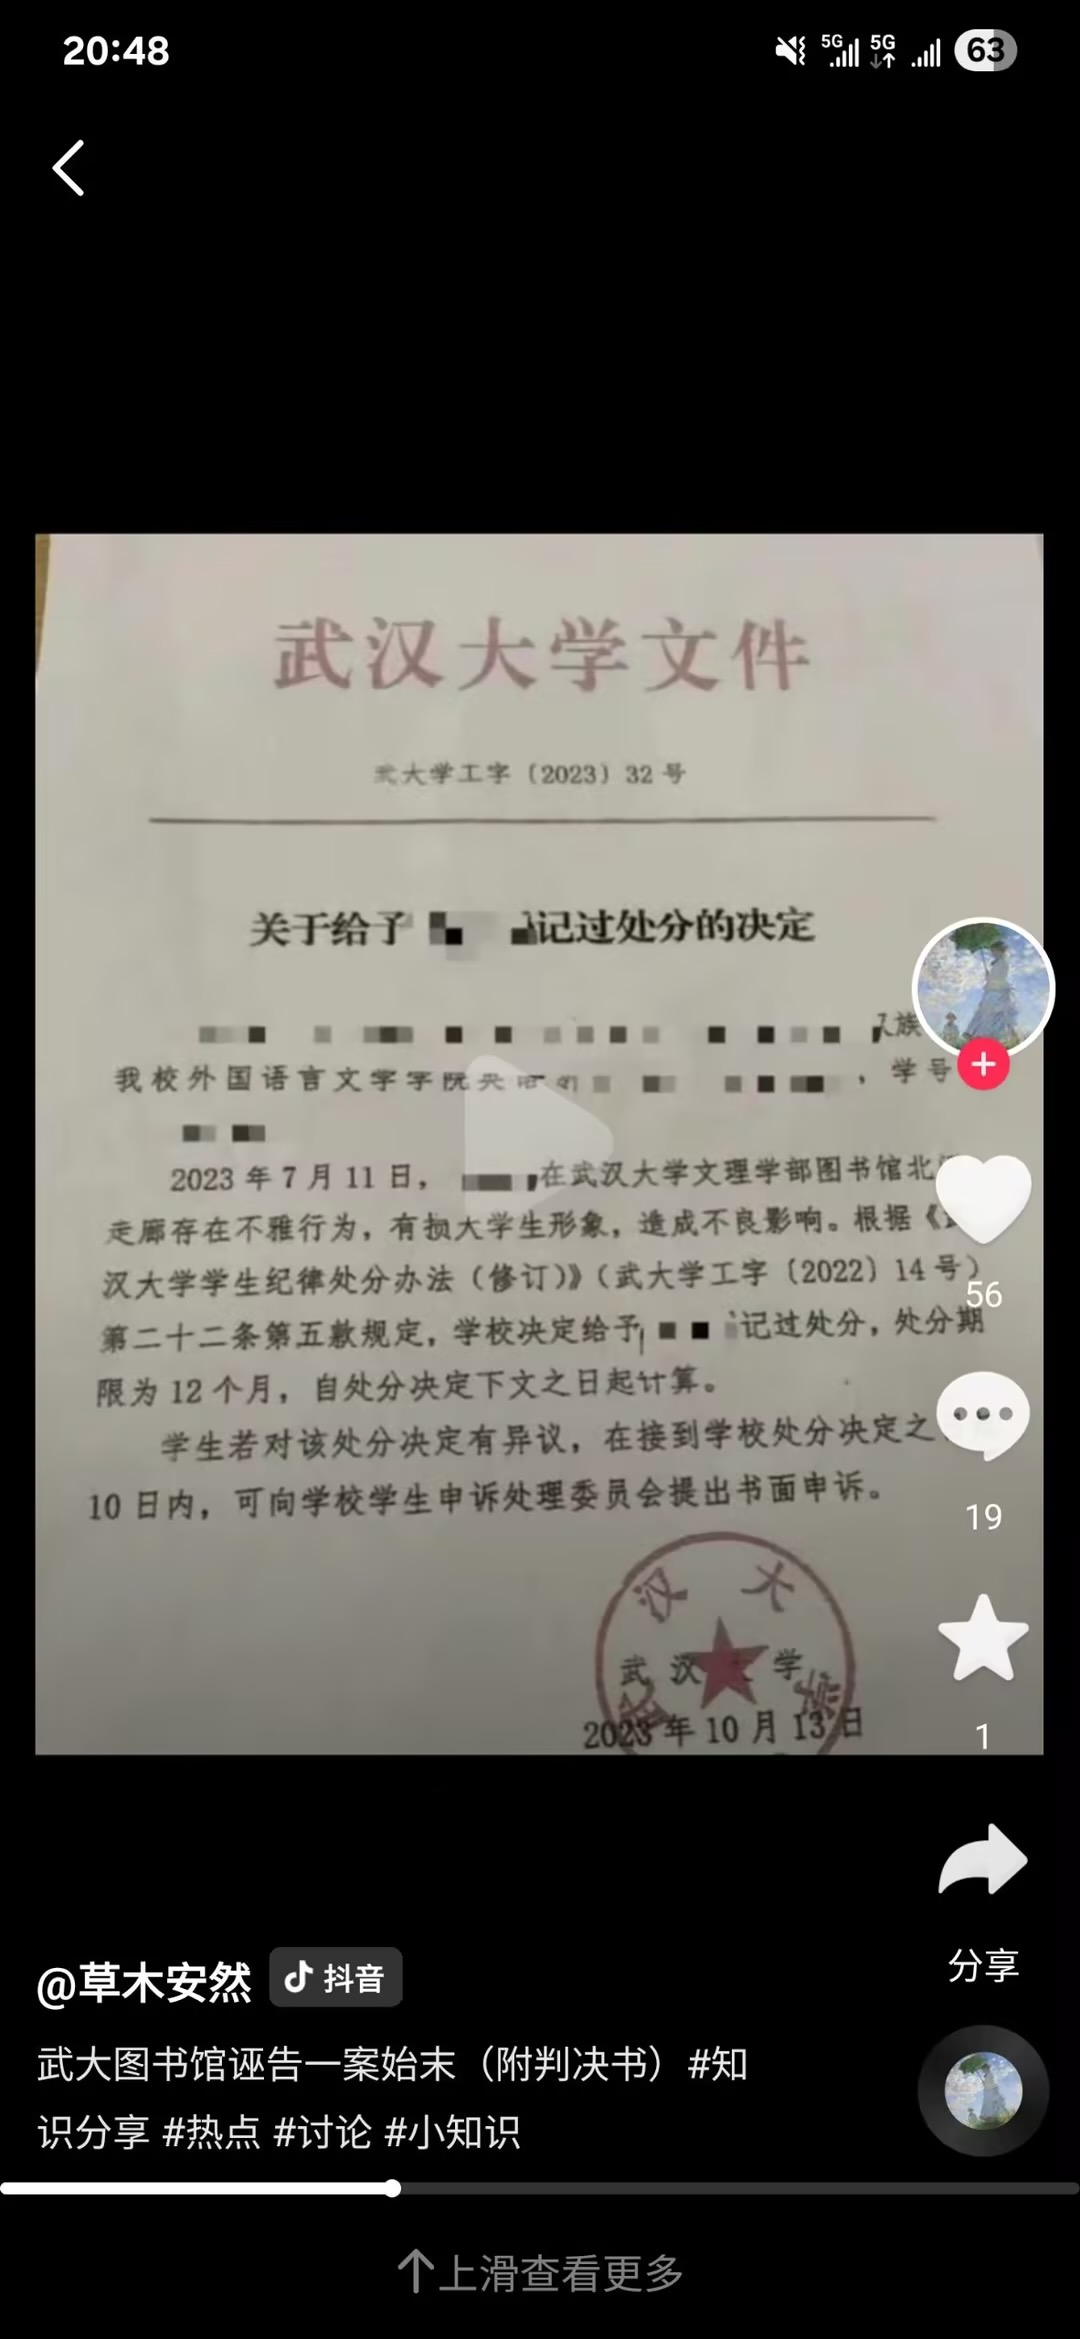 20:48
5G 5G 63
武汉大学文件
武大学工字〔2023〕32号
关于给予 记过处分的决定
族
我校外国语言文学学院英语 ，学号
2023年7月11日， 在武汉大学文理学部图书馆北
走廊存在不雅行为，有损大学生形象，造成不良影响。根据《
汉大学学生纪律处分办法（修订）》（武大学工字〔2022〕14号）
56
第二十二条第五款规定，学校决定给予 记过处分，处分期
限为12个月，自处分决定下文之日起计算。
学生若对该处分决定有异议，在接到学校处分决定之
10日内，可向学校学生申诉处理委员会提出书面申诉。
19
汉大
武汉大学
2023年10月13日
1
分享
@草木安然 抖音
武大图书馆诬告一案始末（附判决书）#知
识分享 #热点 #讨论 #小知识
↑上滑查看更多